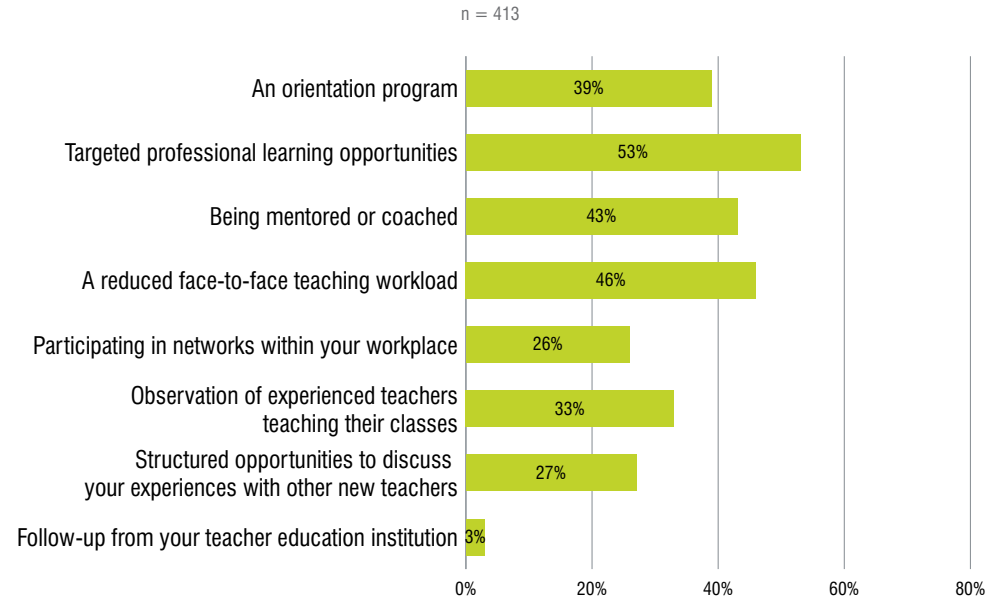 n = 413
An orientation program
39%
Targeted professional learning opportunities
53%
Being mentored or coached
43%
A reduced face-to-face teaching workload
46%
Participating in networks within your workplace
26%
Observation of experienced teachers
teaching their classes
33%
Structured opportunities to discuss
your experiences with other new teachers
27%
Follow-up from your teacher education institution
3%
0% 20% 40% 60% 80%